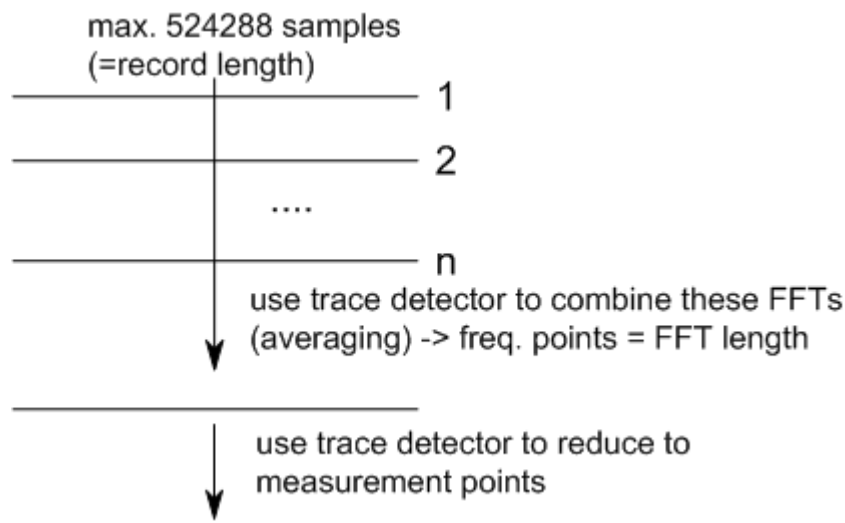 max. 524288 samples
(=record length)
1
2
....
n
use trace detector to combine these FFTs
(averaging) -> freq. points = FFT length
use trace detector to reduce to
measurement points